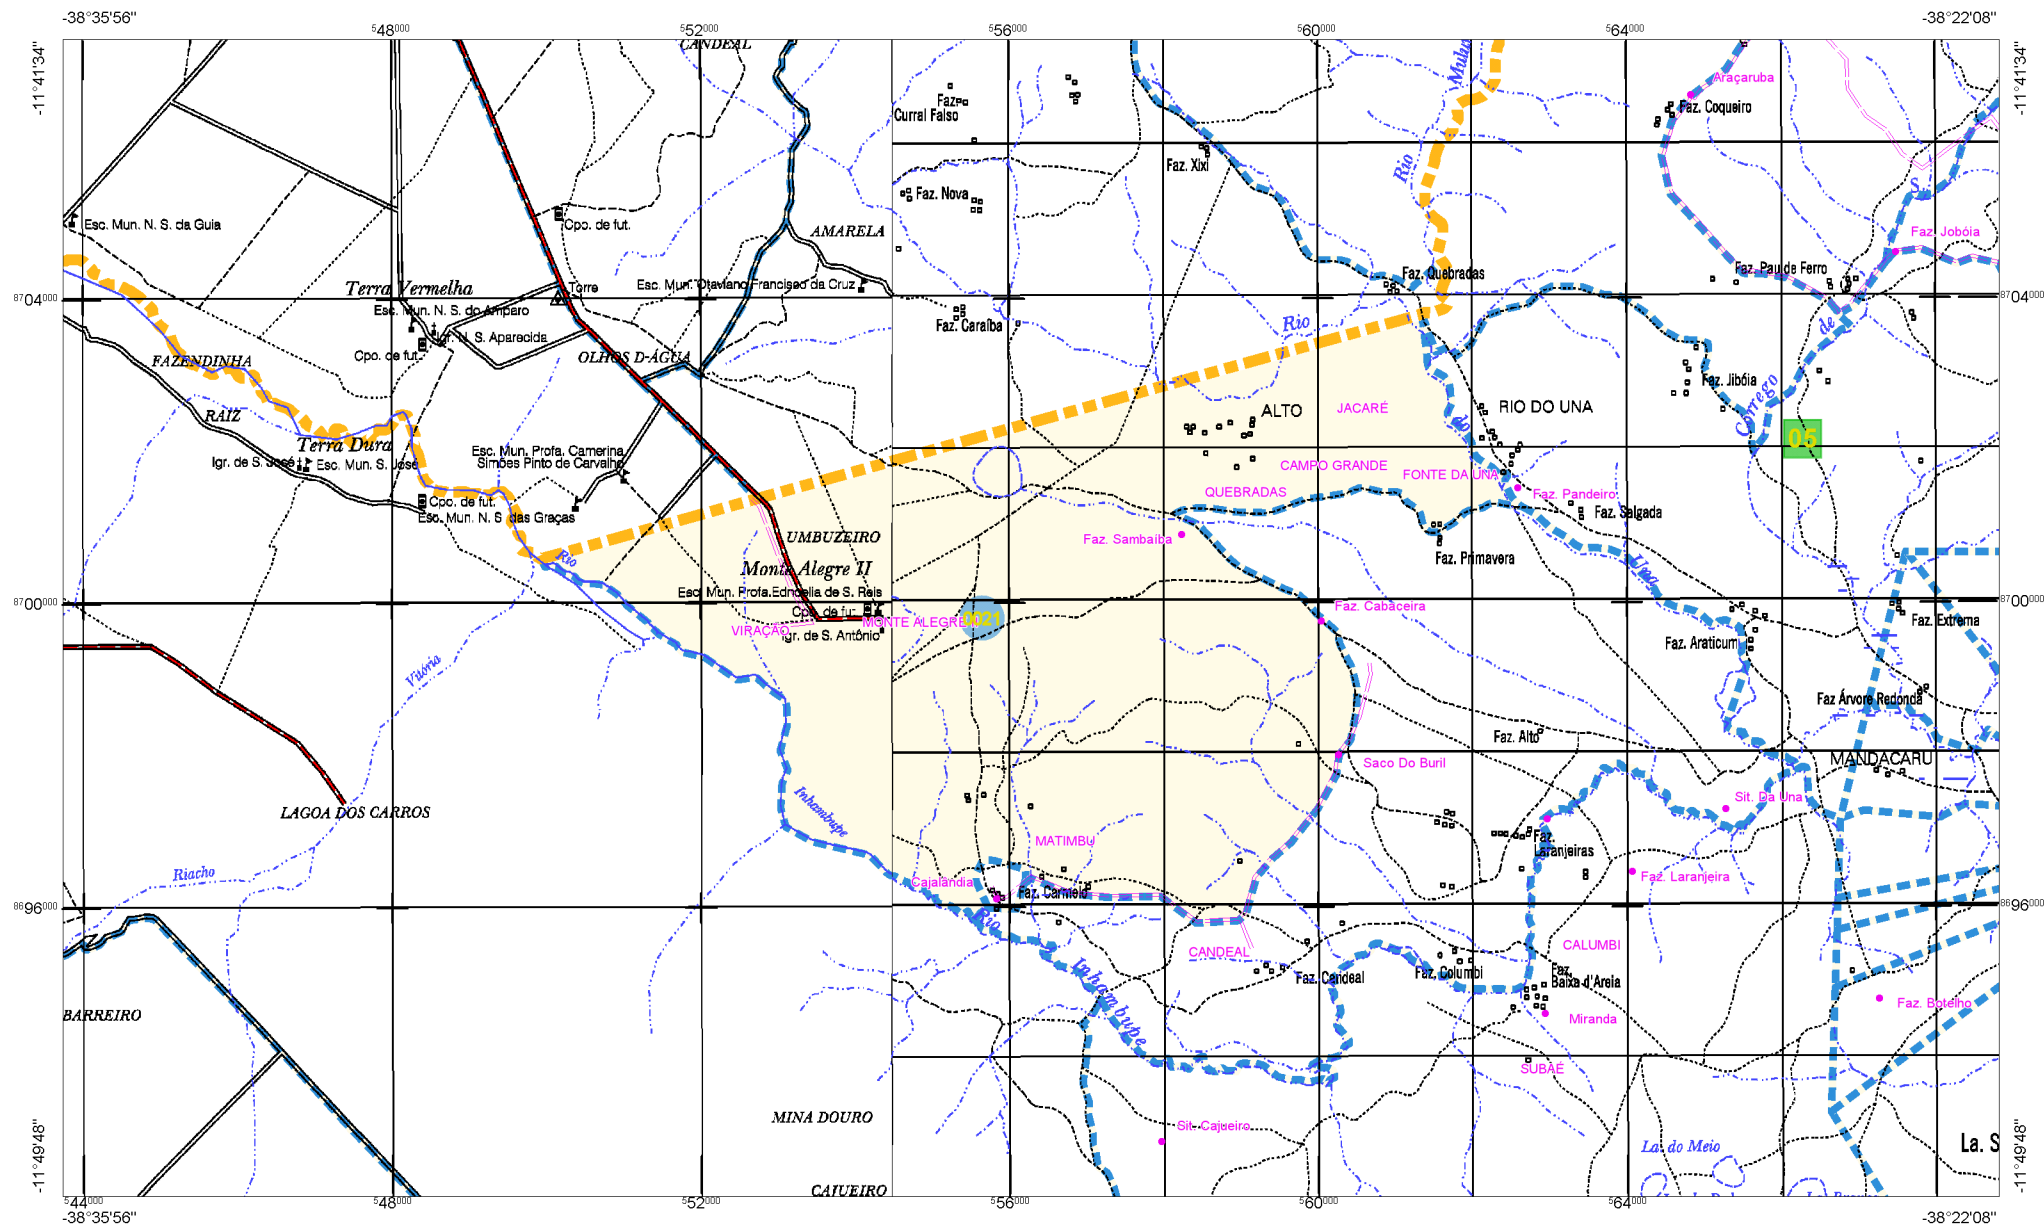 -38°35'56"
548000
552000
556000
560000
564000
-38°22'08"
-11°41'34"
-11°41'34"
CANDEAL
Faz.
Curral Falso
Rio
Mulun
Araçaruba
Faz. Coqueiro
Faz. Xixi
Faz. Nova
Esc. Mun. N. S. da Guia
Cpo. de fut.
AMARELA
S.
Faz. Jobóia
Faz. Quebradas
Faz. Pau de Ferro
Terra Vermelha
Torre
Esc. Mun. Otaviano Francisco da Cruz
8704000
8704000
Esc. Mun. N. S. do Amparo
Igr. N. S. Aparecida
Faz. Caraíba
Rio
de
Cpo. de fut.
FAZENDINHA
OLHOS D-ÁGUA
Faz. Jibóia
Córrego
RAIZ
ALTO
JACARÉ
RIO DO UNA
do
05
Terra Dura
Esc. Mun. Profa. Camerina
Simões Pinto de Carvalho
Igr. de S. José
Esc. Mun. S. José
CAMPO GRANDE
FONTE DA UNA
QUEBRADAS
Faz. Pandeiro
Cpo. de fut.
Esc. Mun. N. S. das Graças
Faz. Salgada
UMBUZEIRO
Faz. Sambaíba
Rio
Faz. Primavera
Monte Alegre II
Una
Esc. Mun. Profa.Ednoelia de S. Reis
8700000
8700000
Cpo. de fut.
Faz. Cabaceira
MONTE ALEGRE
0021
VIRAÇÃO
Igr. de S. Antônio
Faz. Extrema
Faz. Araticum
Vitório
Faz Árvore Redonda
Faz. Alto
Saco Do Buril
MANDACARU
Inhambupe
Sit. Da Una
LAGOA DOS CARROS
MATIMBU
Faz.
Laranjeiras
Riacho
Cajalândia
Faz. Carmelo
Faz. Laranjeira
8696000
8696000
Rio
CANDEAL
CALUMBI
Faz. Candeal
Faz. Columbi
Faz.
Baixa d'Areia
Inhambupe
Faz. Botelho
BARREIRO
Miranda
SUBAÉ
MINA DOURO
Sit. Cajueiro
La. do Meio
La. S
CAJUEIRO
-11°49'48"
-11°49'48"
544000
548000
552000
556000
560000
564000
-38°35'56"
-38°22'08"